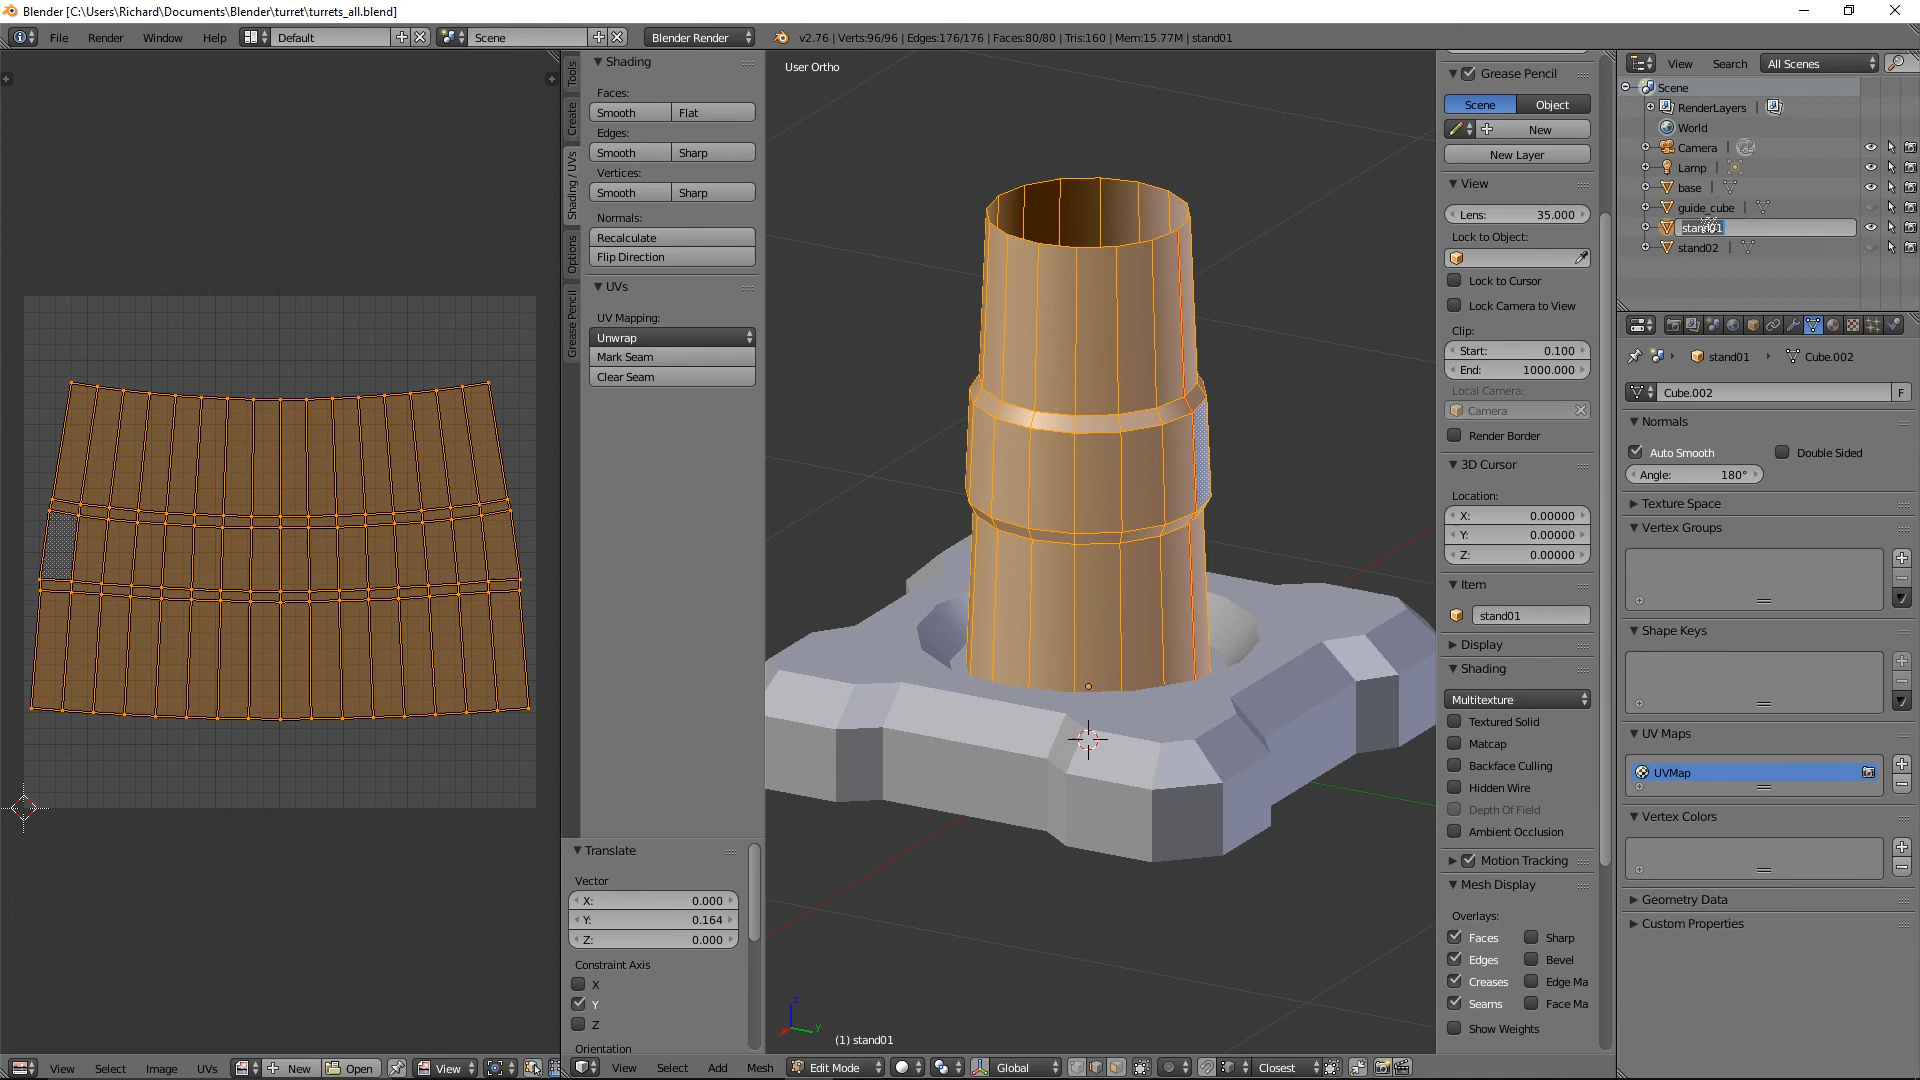 Blender [C:\Users\Richard\Documents\Blender\turret\turrets_all.blend]
File Render Window Help Default Scene Blender Render v2.76 | Verts:96/96 | Edges:176/176 | Faces:80/80 | Tris:160 | Mem:15.77M | stand01
Tools
Create
Shading / UVs
Options
Grease Pencil
Shading
Faces:
Smooth Flat
Edges:
Smooth Sharp
Vertices:
Smooth Sharp
Normals:
Recalculate
Flip Direction
UVs
UV Mapping:
Unwrap
Mark Seam
Clear Seam
Translate
Vector
X: 0.000
Y: 0.164
Z: 0.000
Constraint Axis
X
Y
Z
Orientation
User Ortho
z
y
(1) stand01
Grease Pencil
Scene Object
New
New Layer
View
Lens: 35.000
Lock to Object:
Lock to Cursor
Lock Camera to View
Clip:
Start: 0.100
End: 1000.000
Local Camera:
Camera
Render Border
3D Cursor
Location:
X: 0.00000
Y: 0.00000
Z: 0.00000
Item
stand01
Display
Shading
Multitexture
Textured Solid
Matcap
Backface Culling
Hidden Wire
Depth Of Field
Ambient Occlusion
Motion Tracking
Mesh Display
Overlays:
Faces Sharp
Edges Bevel
Creases Edge Ma
Seams Face Ma
Show Weights
View Search All Scenes
Scene
RenderLayers
World
Camera
Lamp
base
guide_cube
stand01
stand02
stand01 Cube.002
Cube.002 F
Normals
Auto Smooth Double Sided
Angle: 180°
Texture Space
Vertex Groups
Shape Keys
UV Maps
UVMap
Vertex Colors
Geometry Data
Custom Properties
View Select Image UVs New Open View
View Select Add Mesh Edit Mode Global Closest